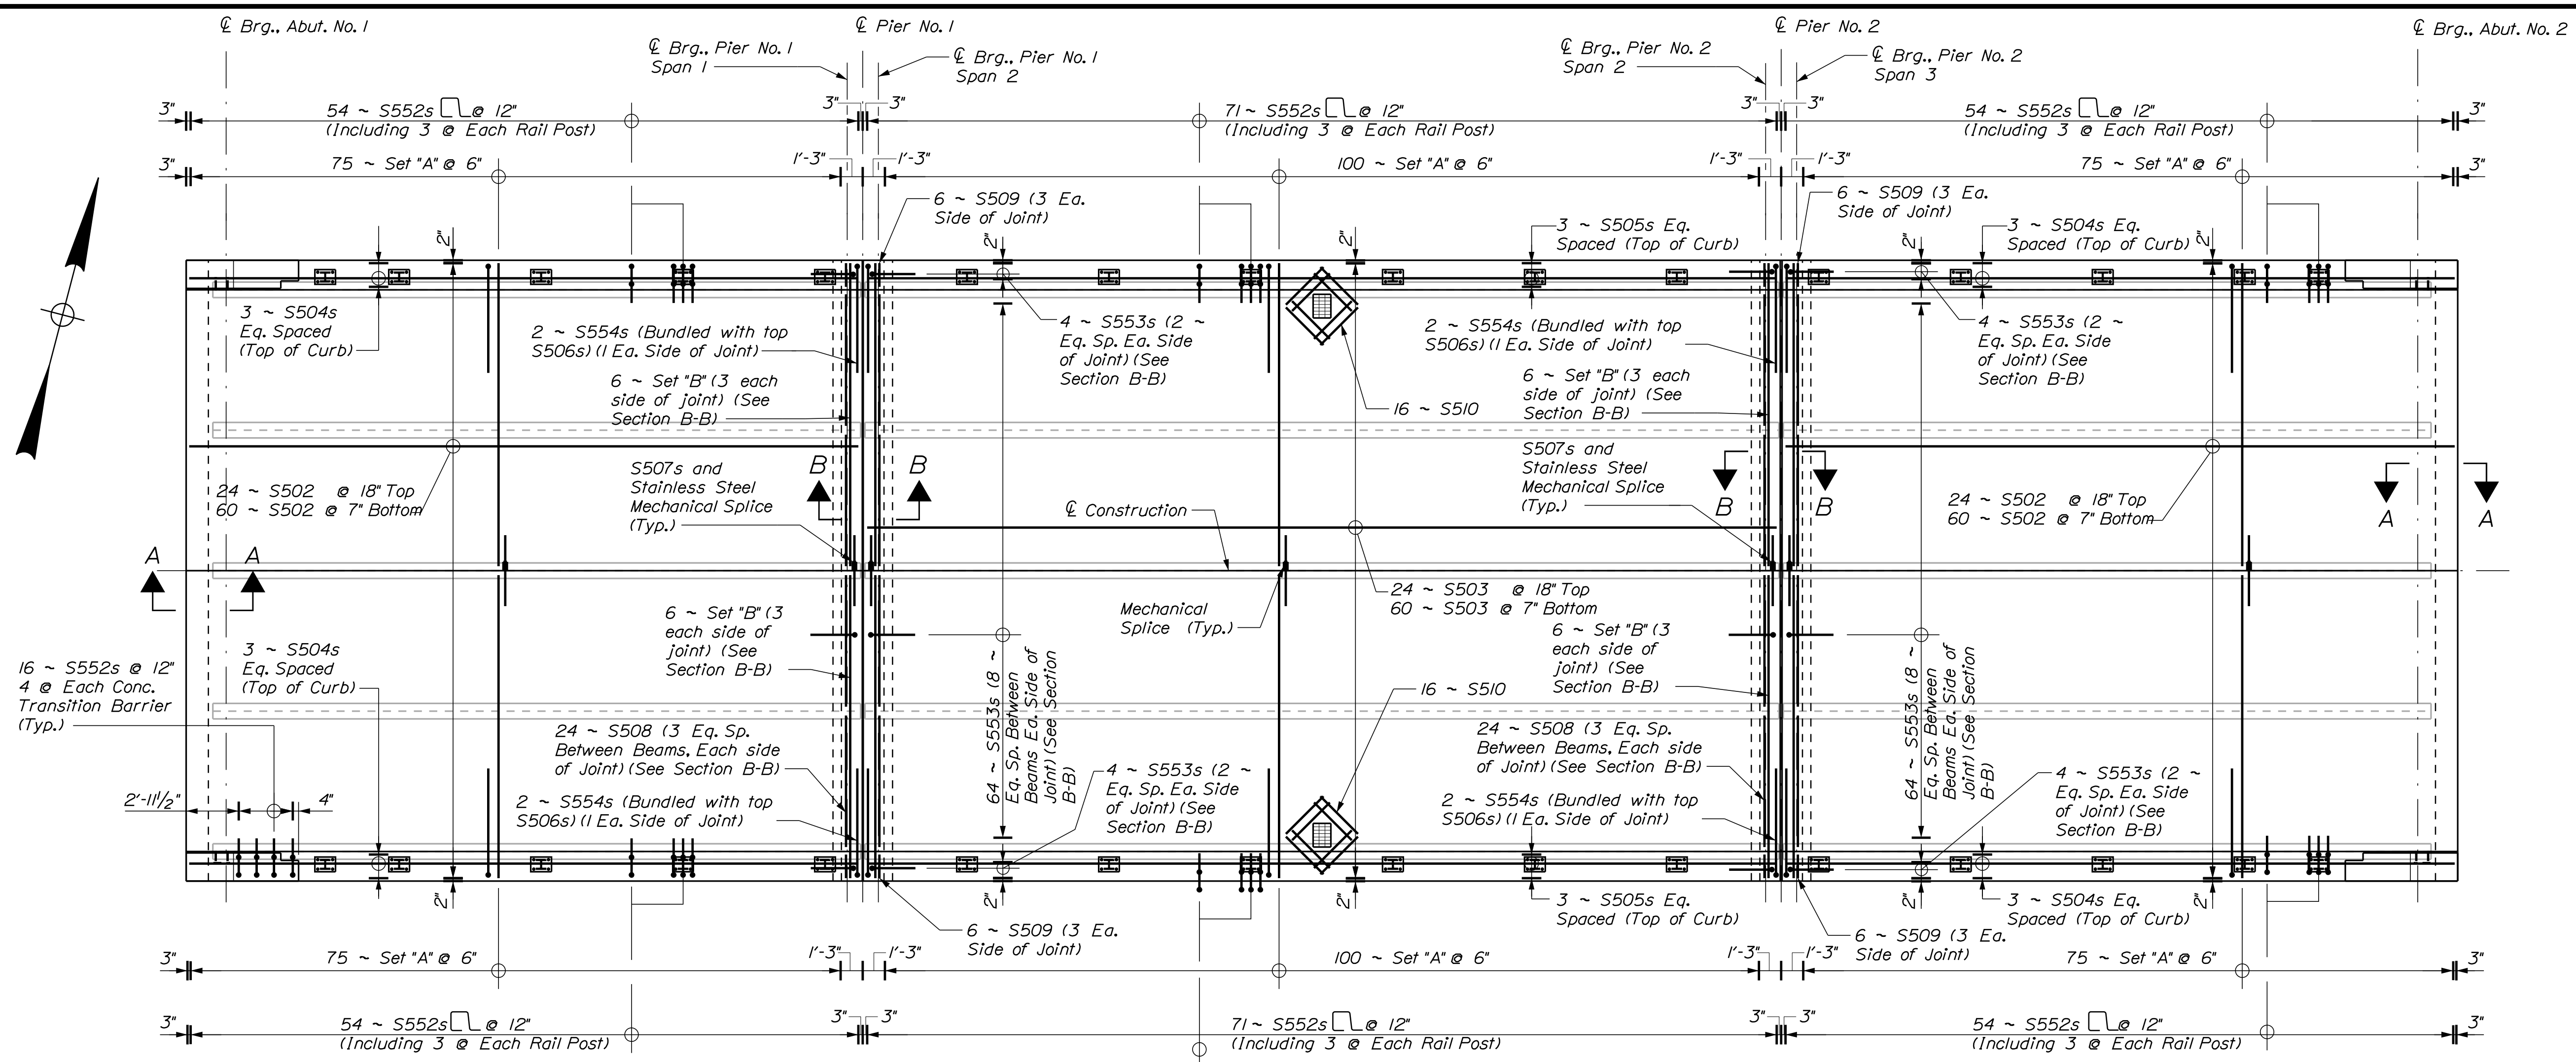 ℄ Brg., Abut. No. 1
℄ Pier No. 1
℄ Pier No. 2
℄ Brg., Abut. No. 2
℄ Brg., Pier No. 1
Span 1
℄ Brg., Pier No. 1
Span 2
℄ Brg., Pier No. 2
Span 2
℄ Brg., Pier No. 2
Span 3
3"
54 ~ S552s @ 12"
(Including 3 @ Each Rail Post)
3"
3"
71 ~ S552s @ 12"
(Including 3 @ Each Rail Post)
3"
3"
54 ~ S552s @ 12"
(Including 3 @ Each Rail Post)
3"
3"
75 ~ Set "A" @ 6"
1'-3"
1'-3"
100 ~ Set "A" @ 6"
1'-3"
1'-3"
75 ~ Set "A" @ 6"
3"
6 ~ S509 (3 Ea.
Side of Joint)
6 ~ S509 (3 Ea.
Side of Joint)
2"
2"
2"
3 ~ S505s Eq.
Spaced (Top of Curb)
2"
3 ~ S504s Eq.
Spaced (Top of Curb)
2"
3 ~ S504s
Eq. Spaced
(Top of Curb)
2 ~ S554s (Bundled with top
S506s) (1 Ea. Side of Joint)
4 ~ S553s (2 ~
Eq. Sp. Ea. Side
of Joint) (See
Section B-B)
2 ~ S554s (Bundled with top
S506s) (1 Ea. Side of Joint)
4 ~ S553s (2 ~
Eq. Sp. Ea. Side
of Joint) (See
Section B-B)
6 ~ Set "B" (3 each
side of joint) (See
Section B-B)
16 ~ S510
6 ~ Set "B" (3 each
side of joint) (See
Section B-B)
S507s and
Stainless Steel
Mechanical Splice
(Typ.)
B
B
S507s and
Stainless Steel
Mechanical Splice
(Typ.)
B
B
24 ~ S502 @ 18" Top
60 ~ S502 @ 7" Bottom
℄ Construction
24 ~ S502 @ 18" Top
60 ~ S502 @ 7" Bottom
A
A
A
A
24 ~ S503 @ 18" Top
60 ~ S503 @ 7" Bottom
Mechanical
Splice (Typ.)
6 ~ Set "B" (3
each side of
joint) (See
Section B-B)
6 ~ Set "B" (3
each side of
joint) (See
Section B-B)
64 ~ S553s (8 ~
Eq. Sp. Between
Beams Ea. Side of
Joint) (See Section
B-B)
64 ~ S553s (8 ~
Eq. Sp. Between
Beams Ea. Side of
Joint) (See Section
B-B)
16 ~ S552s @ 12"
4 @ Each Conc.
Transition Barrier
(Typ.)
3 ~ S504s
Eq. Spaced
(Top of Curb)
16 ~ S510
24 ~ S508 (3 Eq. Sp.
Between Beams, Each side
of Joint) (See Section B-B)
24 ~ S508 (3 Eq. Sp.
Between Beams, Each side
of Joint) (See Section B-B)
2'-11 1/2"
4"
2 ~ S554s (Bundled with top
S506s) (1 Ea. Side of Joint)
4 ~ S553s (2 ~
Eq. Sp. Ea. Side
of Joint) (See
Section B-B)
2 ~ S554s (Bundled with top
S506s) (1 Ea. Side of Joint)
4 ~ S553s (2 ~
Eq. Sp. Ea. Side
of Joint) (See
Section B-B)
2"
2"
2"
3 ~ S505s Eq.
Spaced (Top of Curb)
2"
3 ~ S504s Eq.
Spaced (Top of Curb)
2"
6 ~ S509 (3 Ea.
Side of Joint)
6 ~ S509 (3 Ea.
Side of Joint)
3"
75 ~ Set "A" @ 6"
1'-3"
1'-3"
100 ~ Set "A" @ 6"
1'-3"
1'-3"
75 ~ Set "A" @ 6"
3"
3"
54 ~ S552s @ 12"
(Including 3 @ Each Rail Post)
3"
3"
71 ~ S552s @ 12"
(Including 3 @ Each Rail Post)
3"
3"
54 ~ S552s @ 12"
(Including 3 @ Each Rail Post)
3"